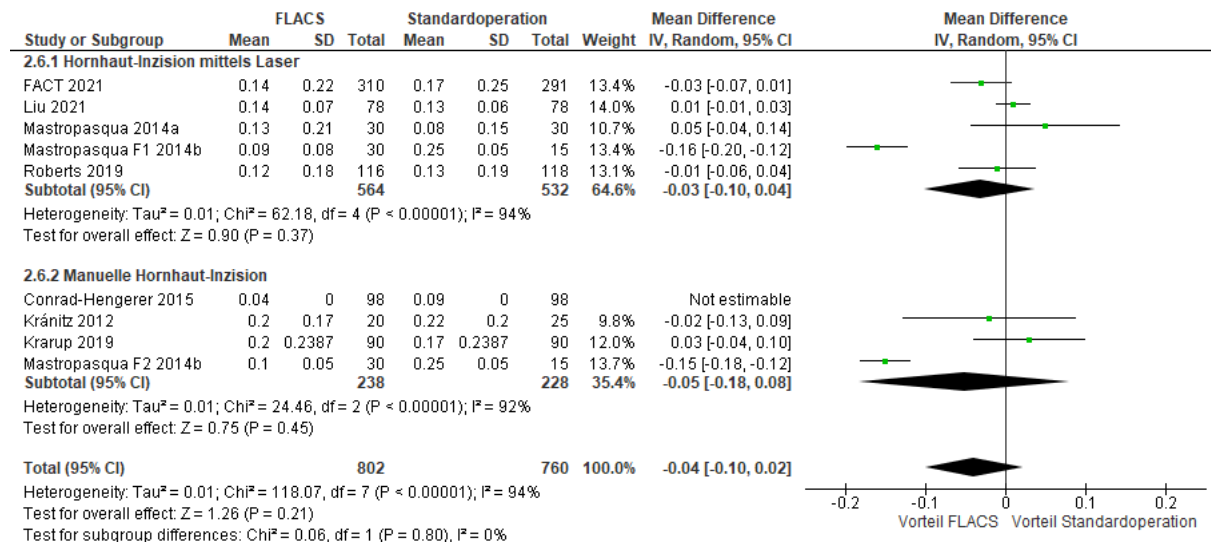 FLACS Standardoperation Mean Difference Mean Difference
Study or Subgroup Mean SD Total Mean SD Total Weight IV, Random, 95% CI IV, Random, 95% CI
2.6.1 Hornhaut-Inzision mittels Laser
FACT 2021 0.14 0.22 310 0.17 0.25 291 13.4% -0.03 [-0.07, 0.01]
Liu 2021 0.14 0.07 78 0.13 0.06 78 14.0% 0.01 [-0.01, 0.03]
Mastropasqua 2014a 0.13 0.21 30 0.08 0.15 30 10.7% 0.05 [-0.04, 0.14]
Mastropasqua F1 2014b 0.09 0.08 30 0.25 0.05 15 13.4% -0.16 [-0.20, -0.12]
Roberts 2019 0.12 0.18 116 0.13 0.19 118 13.1% -0.01 [-0.06, 0.04]
Subtotal (95% CI) 564 532 64.6% -0.03 [-0.10, 0.04]
Heterogeneity: Tau² = 0.01; Chi² = 62.18, df = 4 (P < 0.00001); I² = 94%
Test for overall effect: Z = 0.90 (P = 0.37)
2.6.2 Manuelle Hornhaut-Inzision
Conrad-Hengerer 2015 0.04 0 98 0.09 0 98 Not estimable
Kránitz 2012 0.2 0.17 20 0.22 0.2 25 9.8% -0.02 [-0.13, 0.09]
Krarup 2019 0.2 0.2387 90 0.17 0.2387 90 12.0% 0.03 [-0.04, 0.10]
Mastropasqua F2 2014b 0.1 0.05 30 0.25 0.05 15 13.7% -0.15 [-0.18, -0.12]
Subtotal (95% CI) 238 228 35.4% -0.05 [-0.18, 0.08]
Heterogeneity: Tau² = 0.01; Chi² = 24.46, df = 2 (P < 0.00001); I² = 92%
Test for overall effect: Z = 0.75 (P = 0.45)
Total (95% CI) 802 760 100.0% -0.04 [-0.10, 0.02]
Heterogeneity: Tau² = 0.01; Chi² = 118.07, df = 7 (P < 0.00001); I² = 94%
Test for overall effect: Z = 1.26 (P = 0.21)
Test for subgroup differences: Chi² = 0.06, df = 1 (P = 0.80), I² = 0%
-0.2 -0.1 0 0.1 0.2
Vorteil FLACS Vorteil Standardoperation